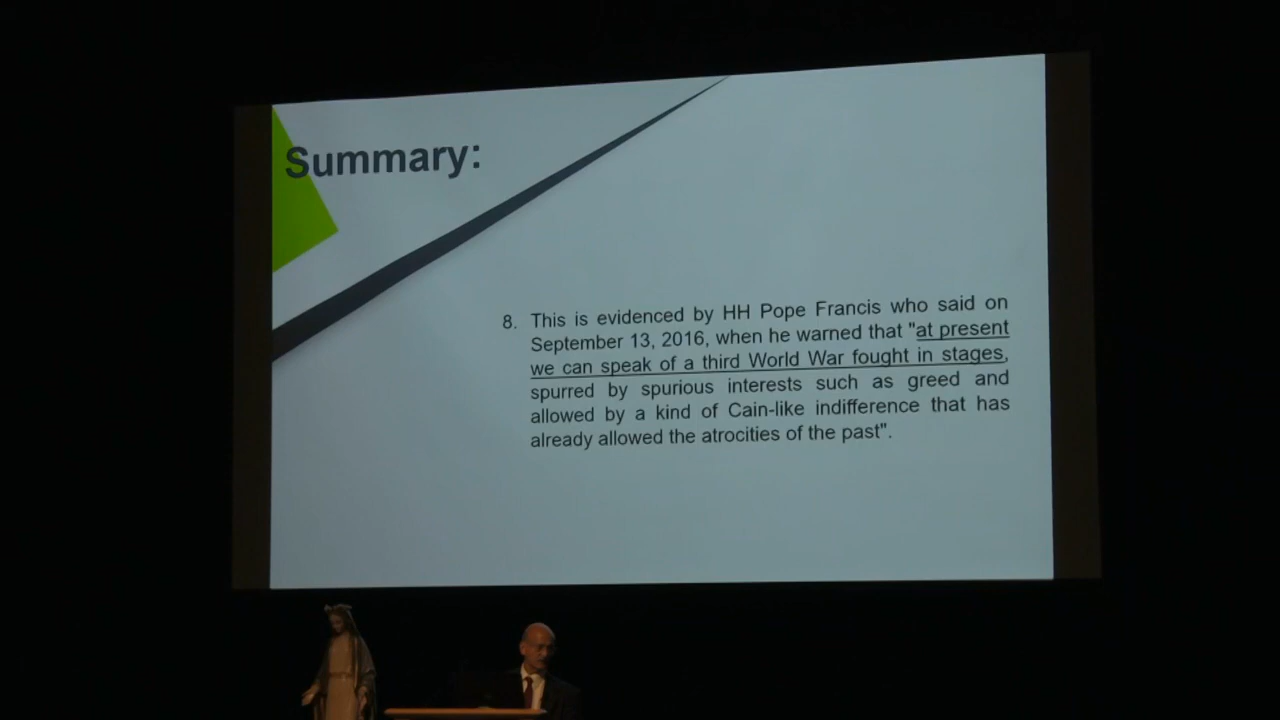 Summary:
8. This is evidenced by HH Pope Francis who said on
September 13, 2016, when he warned that "at present
we can speak of a third World War fought in stages,
spurred by spurious interests such as greed and
allowed by a kind of Cain-like indifference that has
already allowed the atrocities of the past".